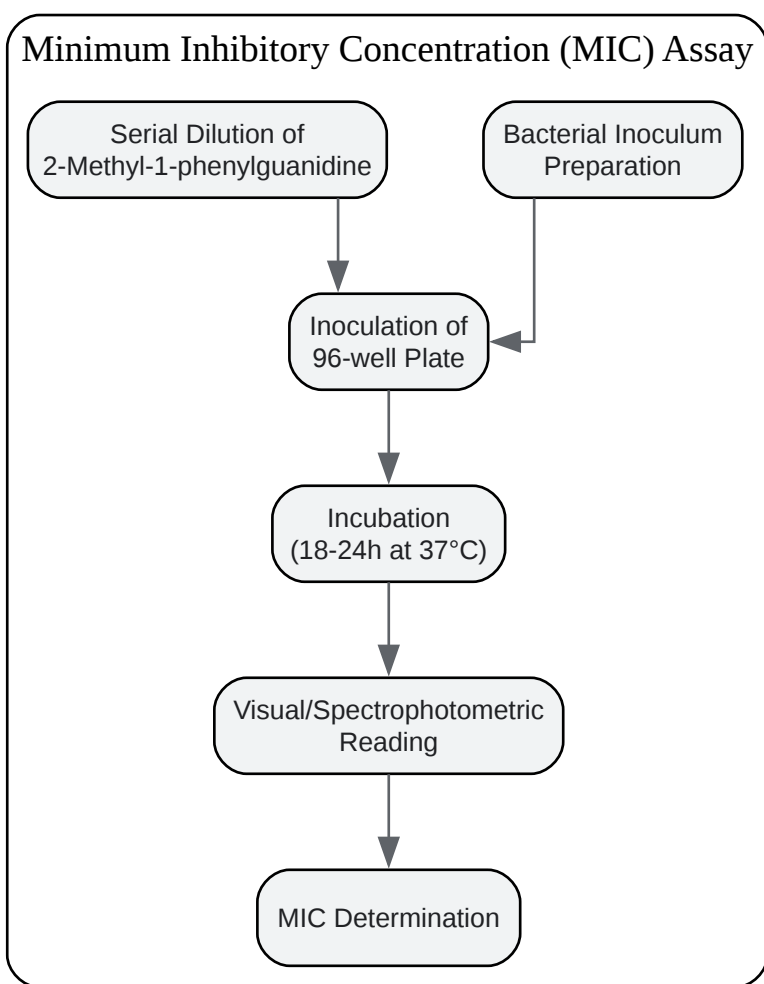 Minimum Inhibitory Concentration (MIC) Assay
Serial Dilution of
2-Methyl-1-phenylguanidine
Bacterial Inoculum
Preparation
Inoculation of
96-well Plate
Incubation
(18-24h at 37°C)
Visual/Spectrophotometric
Reading
MIC Determination